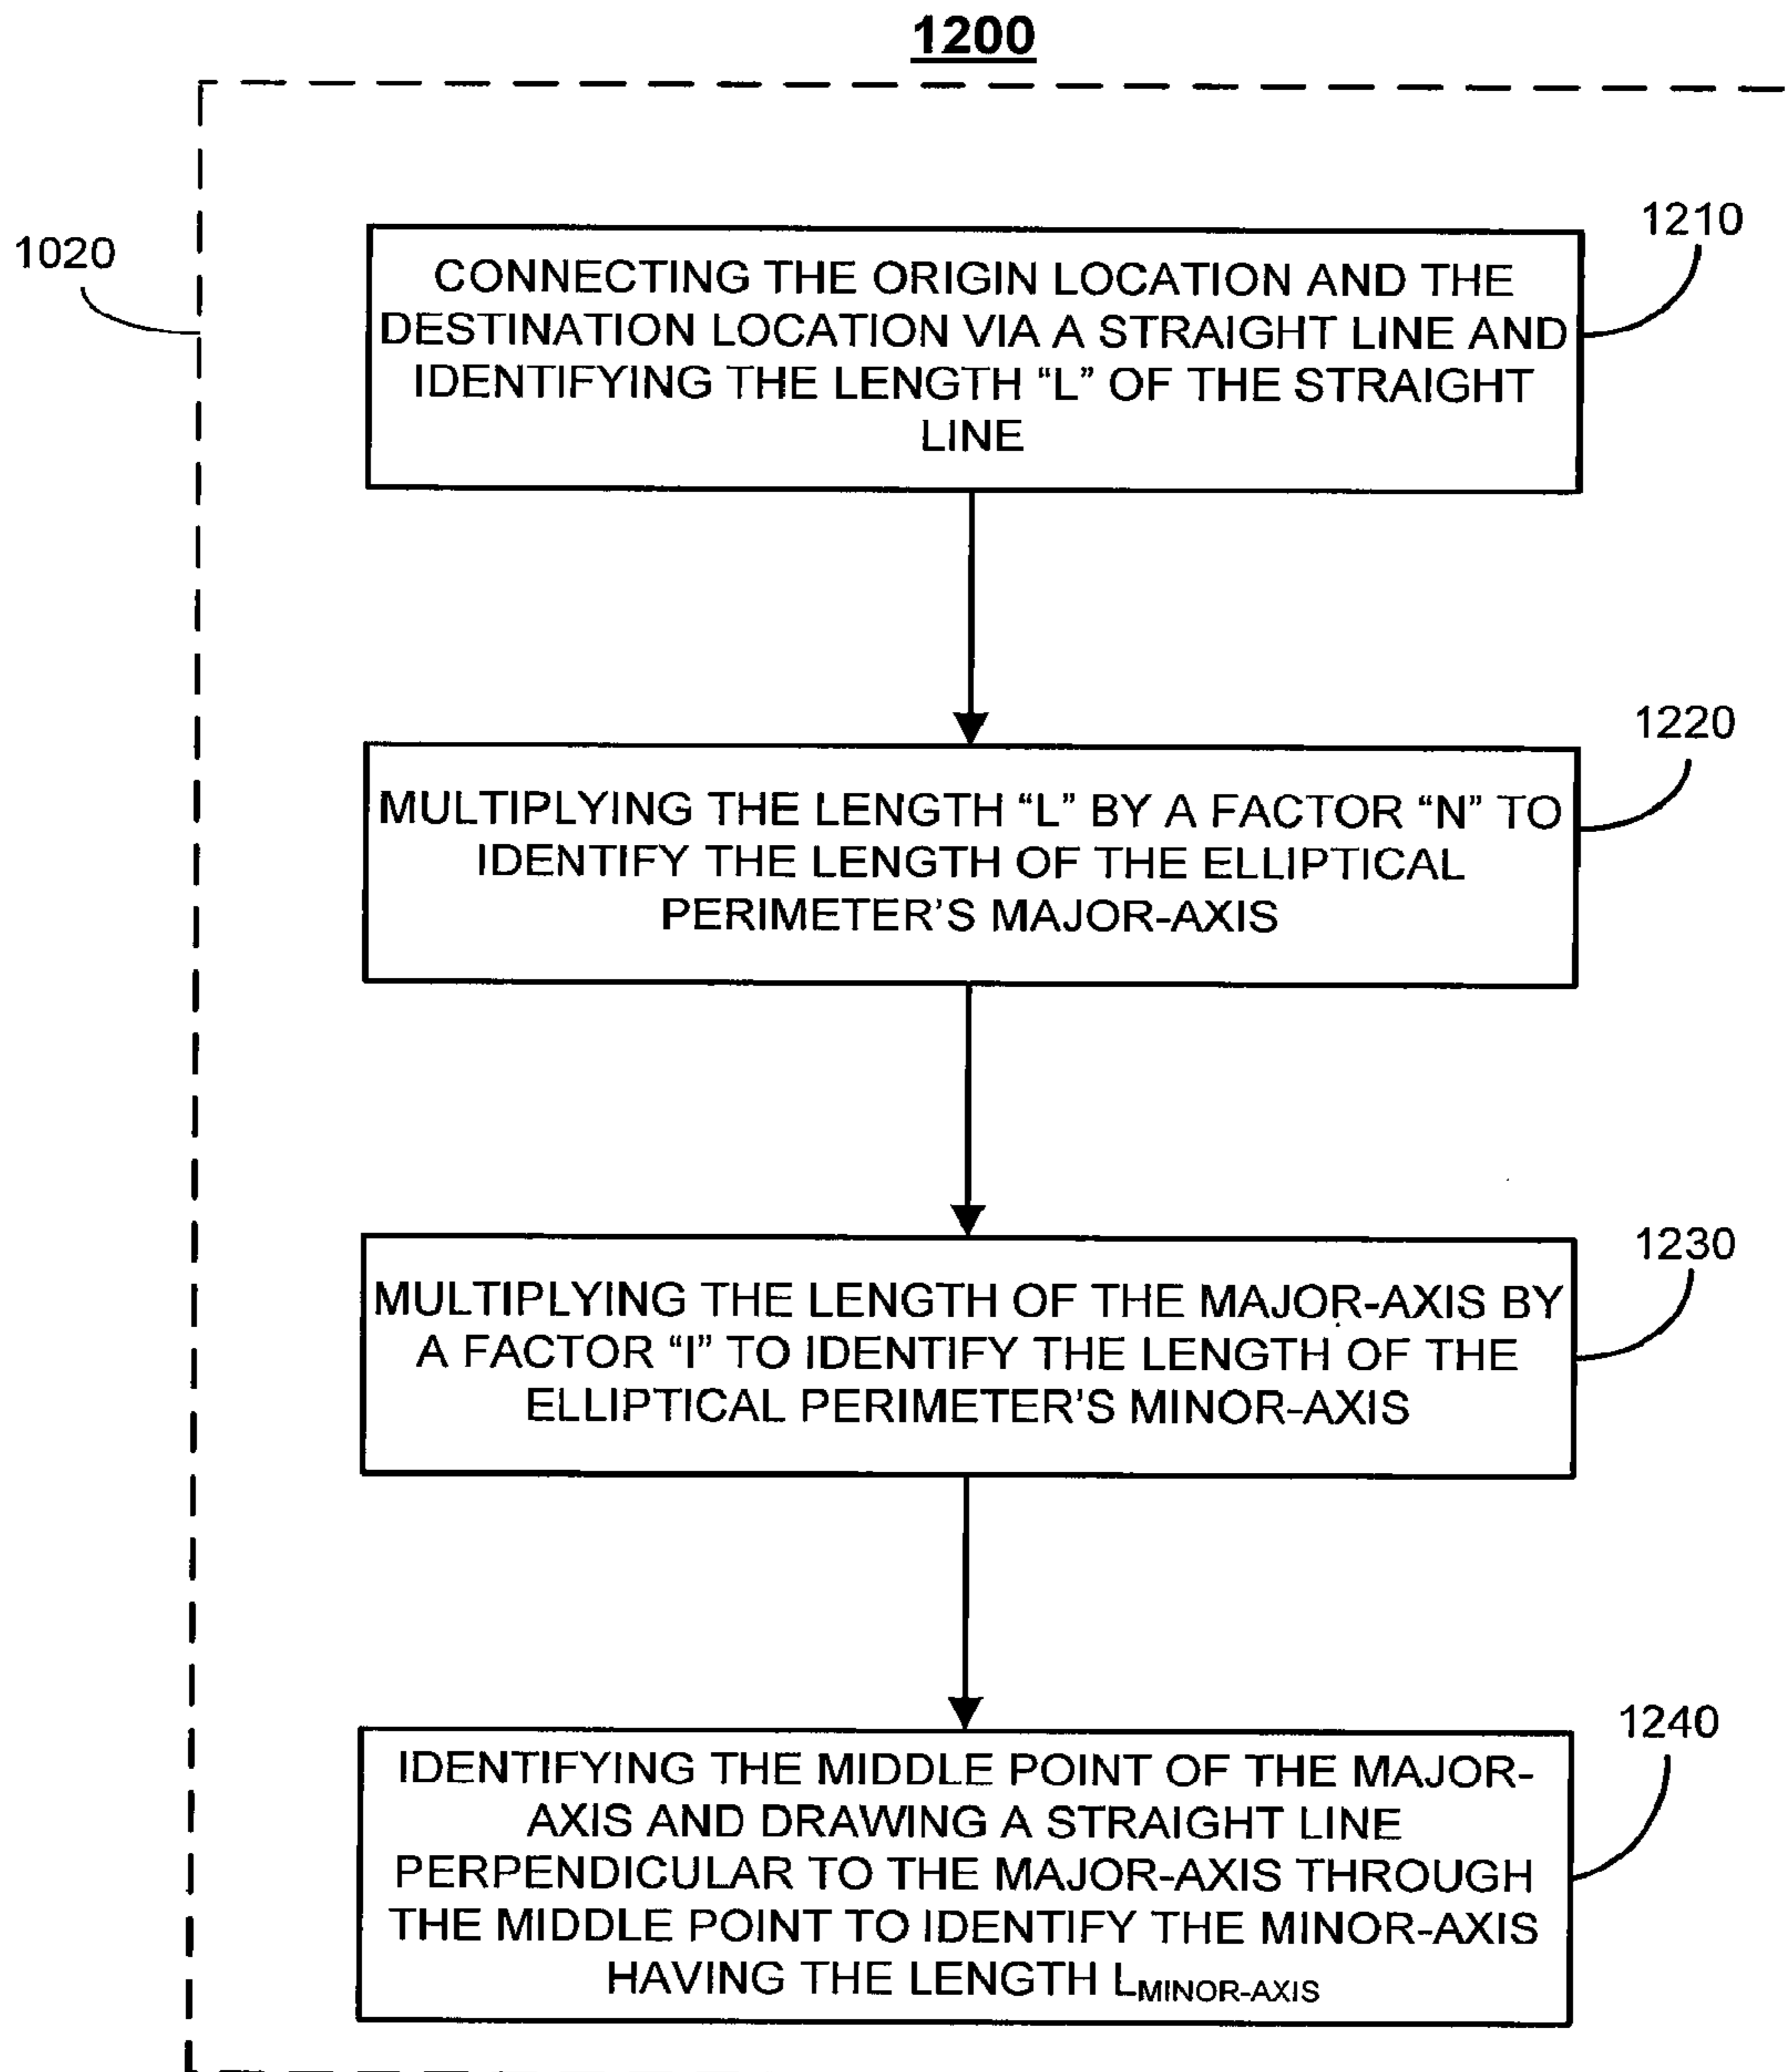 1200
1020
1210
CONNECTING THE ORIGIN LOCATION AND THE
DESTINATION LOCATION VIA A STRAIGHT LINE AND
IDENTIFYING THE LENGTH “L” OF THE STRAIGHT
LINE
1220
MULTIPLYING THE LENGTH “L” BY A FACTOR “N” TO
IDENTIFY THE LENGTH OF THE ELLIPTICAL
PERIMETER’S MAJOR-AXIS
1230
MULTIPLYING THE LENGTH OF THE MAJOR-AXIS BY
A FACTOR “I” TO IDENTIFY THE LENGTH OF THE
ELLIPTICAL PERIMETER’S MINOR-AXIS
1240
IDENTIFYING THE MIDDLE POINT OF THE MAJOR-
AXIS AND DRAWING A STRAIGHT LINE
PERPENDICULAR TO THE MAJOR-AXIS THROUGH
THE MIDDLE POINT TO IDENTIFY THE MINOR-AXIS
HAVING THE LENGTH LMINOR-AXIS